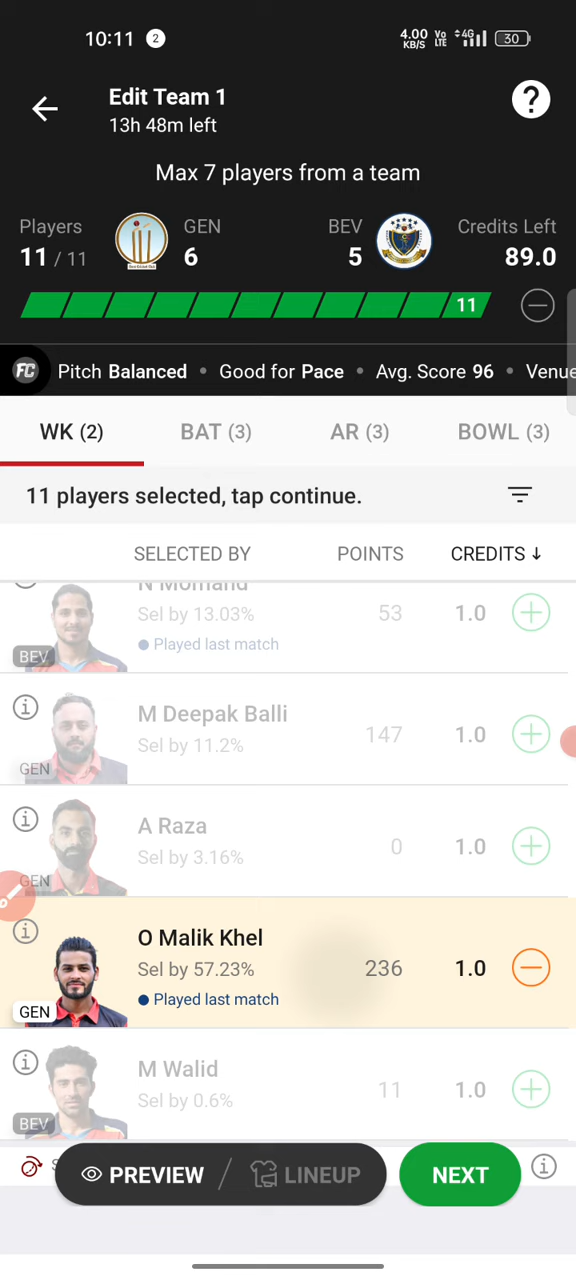 10:11 2 4.00 KB/S Vo LTE 4G 30
Edit Team 1
13h 48m left
?
Max 7 players from a team
Players GEN BEV Credits Left
11 / 11 6 5 89.0
11
FC Pitch Balanced • Good for Pace • Avg. Score 96 • Venue
WK (2) BAT (3) AR (3) BOWL (3)
11 players selected, tap continue.
SELECTED BY POINTS CREDITS ↓
N Momand
Sel by 13.03% 53 1.0
Played last match
BEV
M Deepak Balli
Sel by 11.2% 147 1.0
GEN
A Raza
Sel by 3.16% 0 1.0
GEN
O Malik Khel
Sel by 57.23% 236 1.0
Played last match
GEN
M Walid
Sel by 0.6% 11 1.0
BEV
PREVIEW / LINEUP NEXT